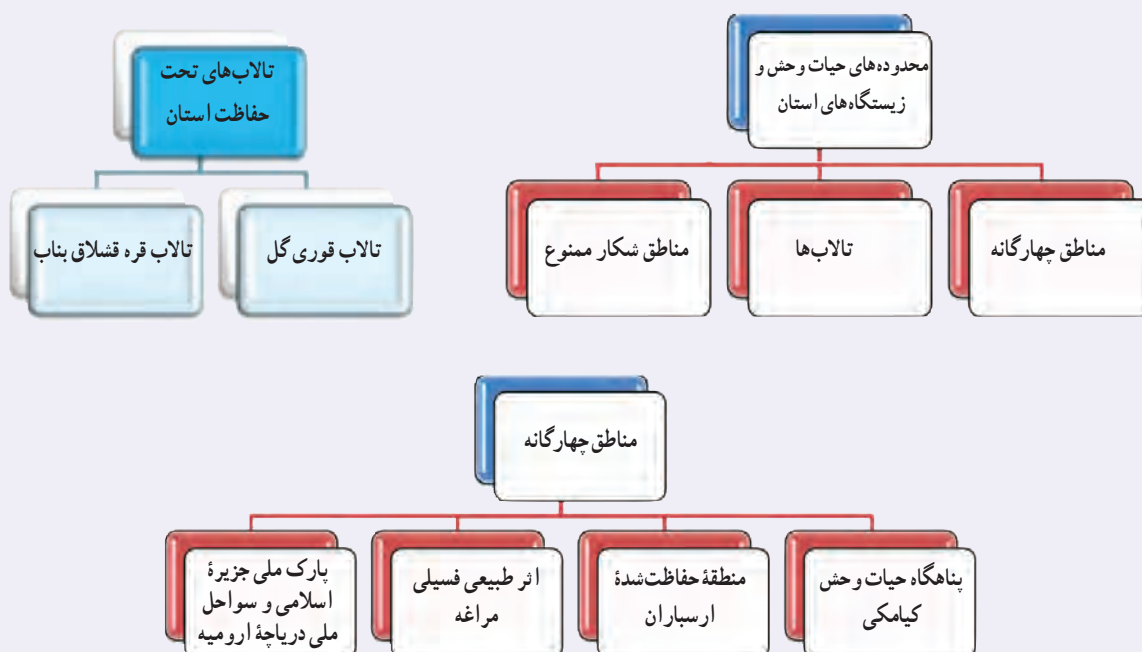 محدوده‌های حیات وحش و
زیستگاه‌های استان
مناطق چهارگانه
تالاب‌ها
مناطق شکار ممنوع
تالاب‌های تحت
حفاظت استان
تالاب قوری گل
تالاب قره قشلاق بناب
مناطق چهارگانه
پناهگاه حیات وحش
کیامکی
منطقهٔ حفاظت‌شدهٔ
ارسباران
اثر طبیعی فسیلی
مراغه
پارک ملی جزیرهٔ
اسلامی و سواحل
ملی دریاچهٔ ارومیه